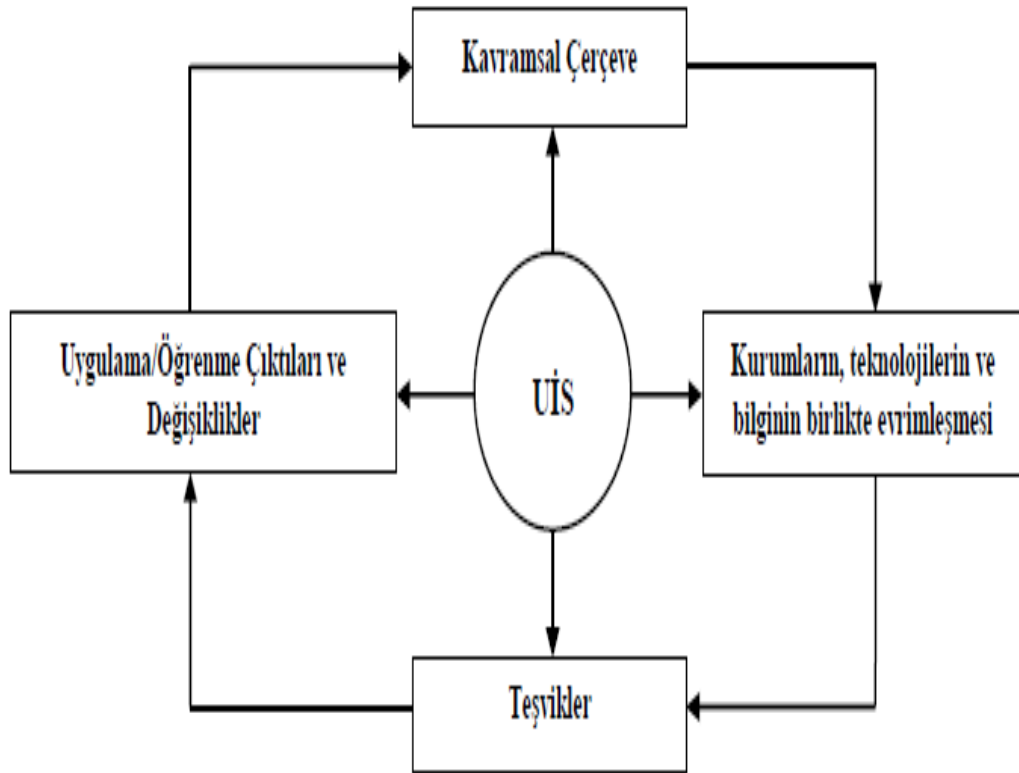 Kavramsal Çerçeve
Uygulama/Öğrenme Çıktıları ve
Değişiklikler
UİS
Kurumların, teknolojilerin ve
bilginin birlikte evrimleşmesi
Teşvikler